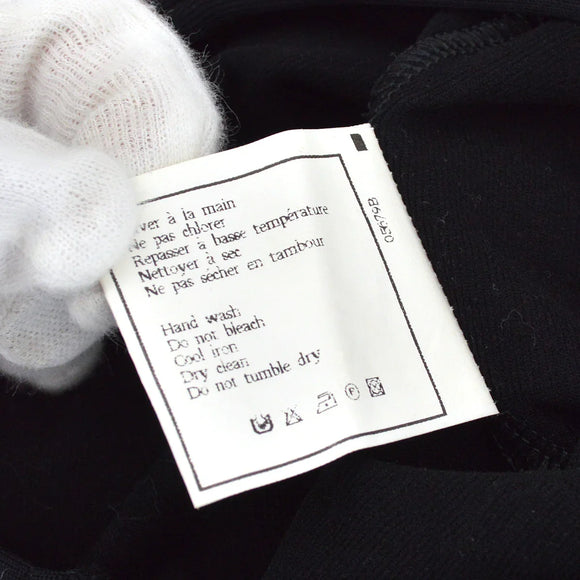 ver à la main
Ne pas chlorer
Repasser à basse température
Nettoyer à sec
Ne pas sécher en tambour
Hand wash
Do not bleach
Cool iron
Dry clean
Do not tumble dry
F